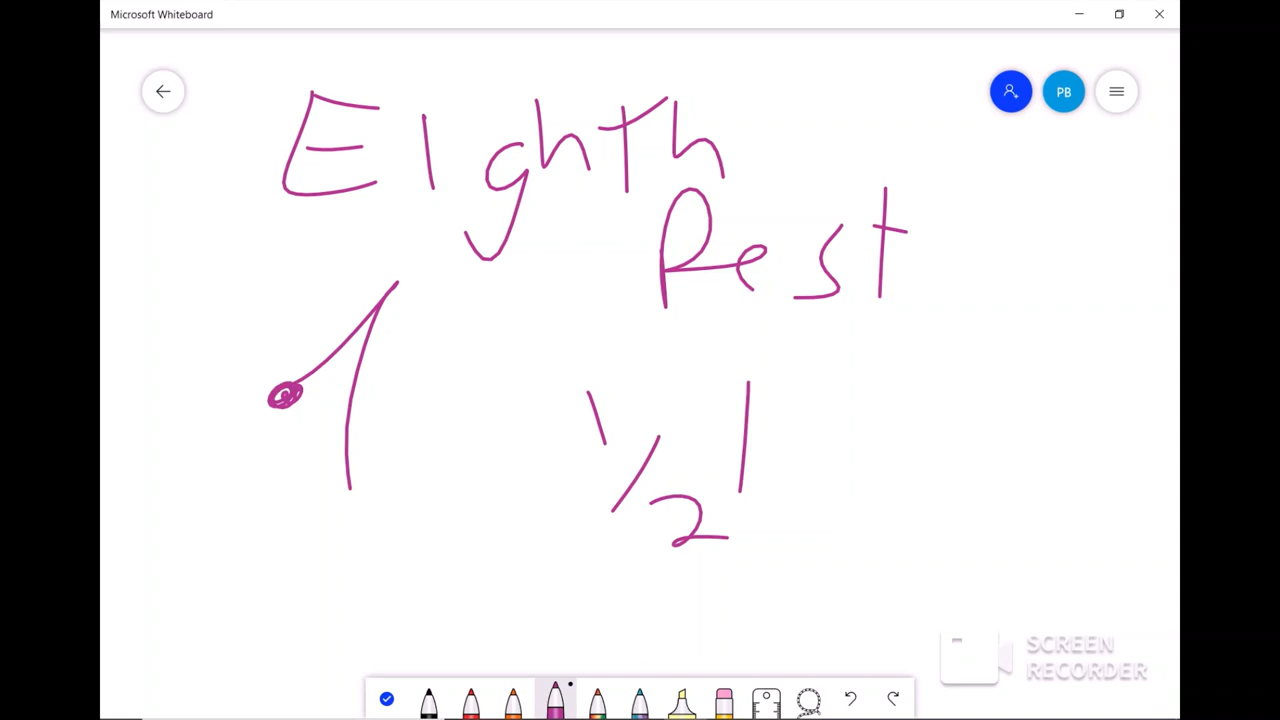 Microsoft Whiteboard
PB
Eighth
Rest
1/2 |
SCREEN
RECORDER